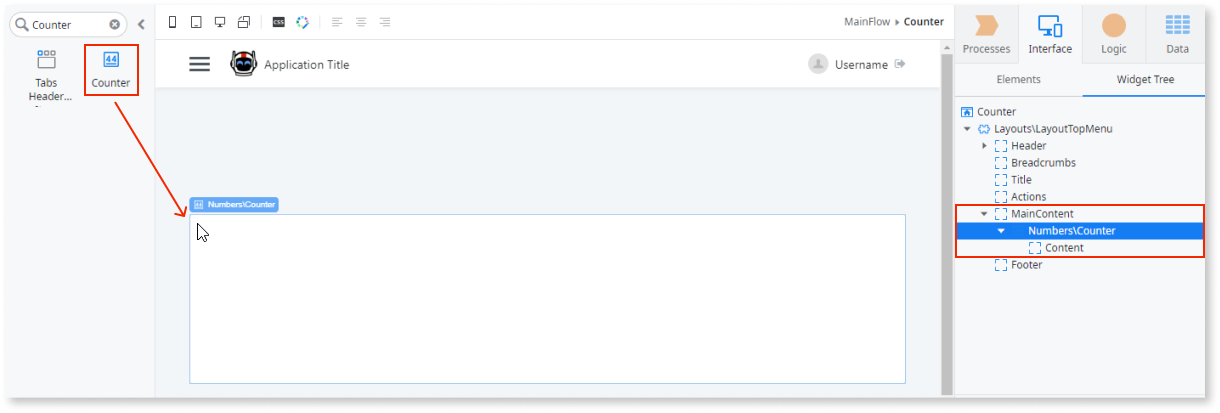 Counter
Tabs
Header...
Counter
CSS
MainFlow ▸ Counter
Application Title
Username
Numbers\Counter
Processes
Interface
Logic
Data
Elements
Widget Tree
Counter
Layouts\LayoutTopMenu
Header
Breadcrumbs
Title
Actions
MainContent
Numbers\Counter
Content
Footer